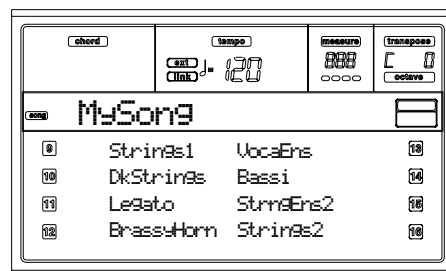 chord tempo measure transpose
ext
link ♩= 120 888 C 0
octave
song MySong
9 Strings1 VocaEns 13
10 DkStrings Bassi 14
11 Legato StrngEns2 15
12 BrassyHorn Strings2 16